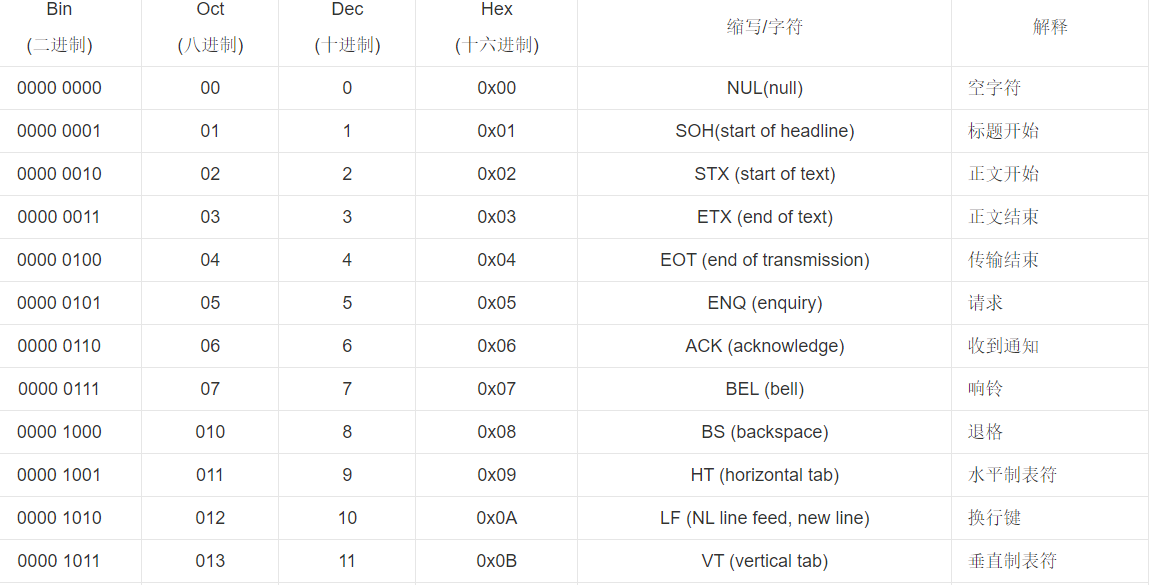 Bin Oct Dec Hex 缩写/字符 解释
(二进制) (八进制) (十进制) (十六进制)
0000 0000 00 0 0x00 NUL(null) 空字符
0000 0001 01 1 0x01 SOH(start of headline) 标题开始
0000 0010 02 2 0x02 STX (start of text) 正文开始
0000 0011 03 3 0x03 ETX (end of text) 正文结束
0000 0100 04 4 0x04 EOT (end of transmission) 传输结束
0000 0101 05 5 0x05 ENQ (enquiry) 请求
0000 0110 06 6 0x06 ACK (acknowledge) 收到通知
0000 0111 07 7 0x07 BEL (bell) 响铃
0000 1000 010 8 0x08 BS (backspace) 退格
0000 1001 011 9 0x09 HT (horizontal tab) 水平制表符
0000 1010 012 10 0x0A LF (NL line feed, new line) 换行键
0000 1011 013 11 0x0B VT (vertical tab) 垂直制表符